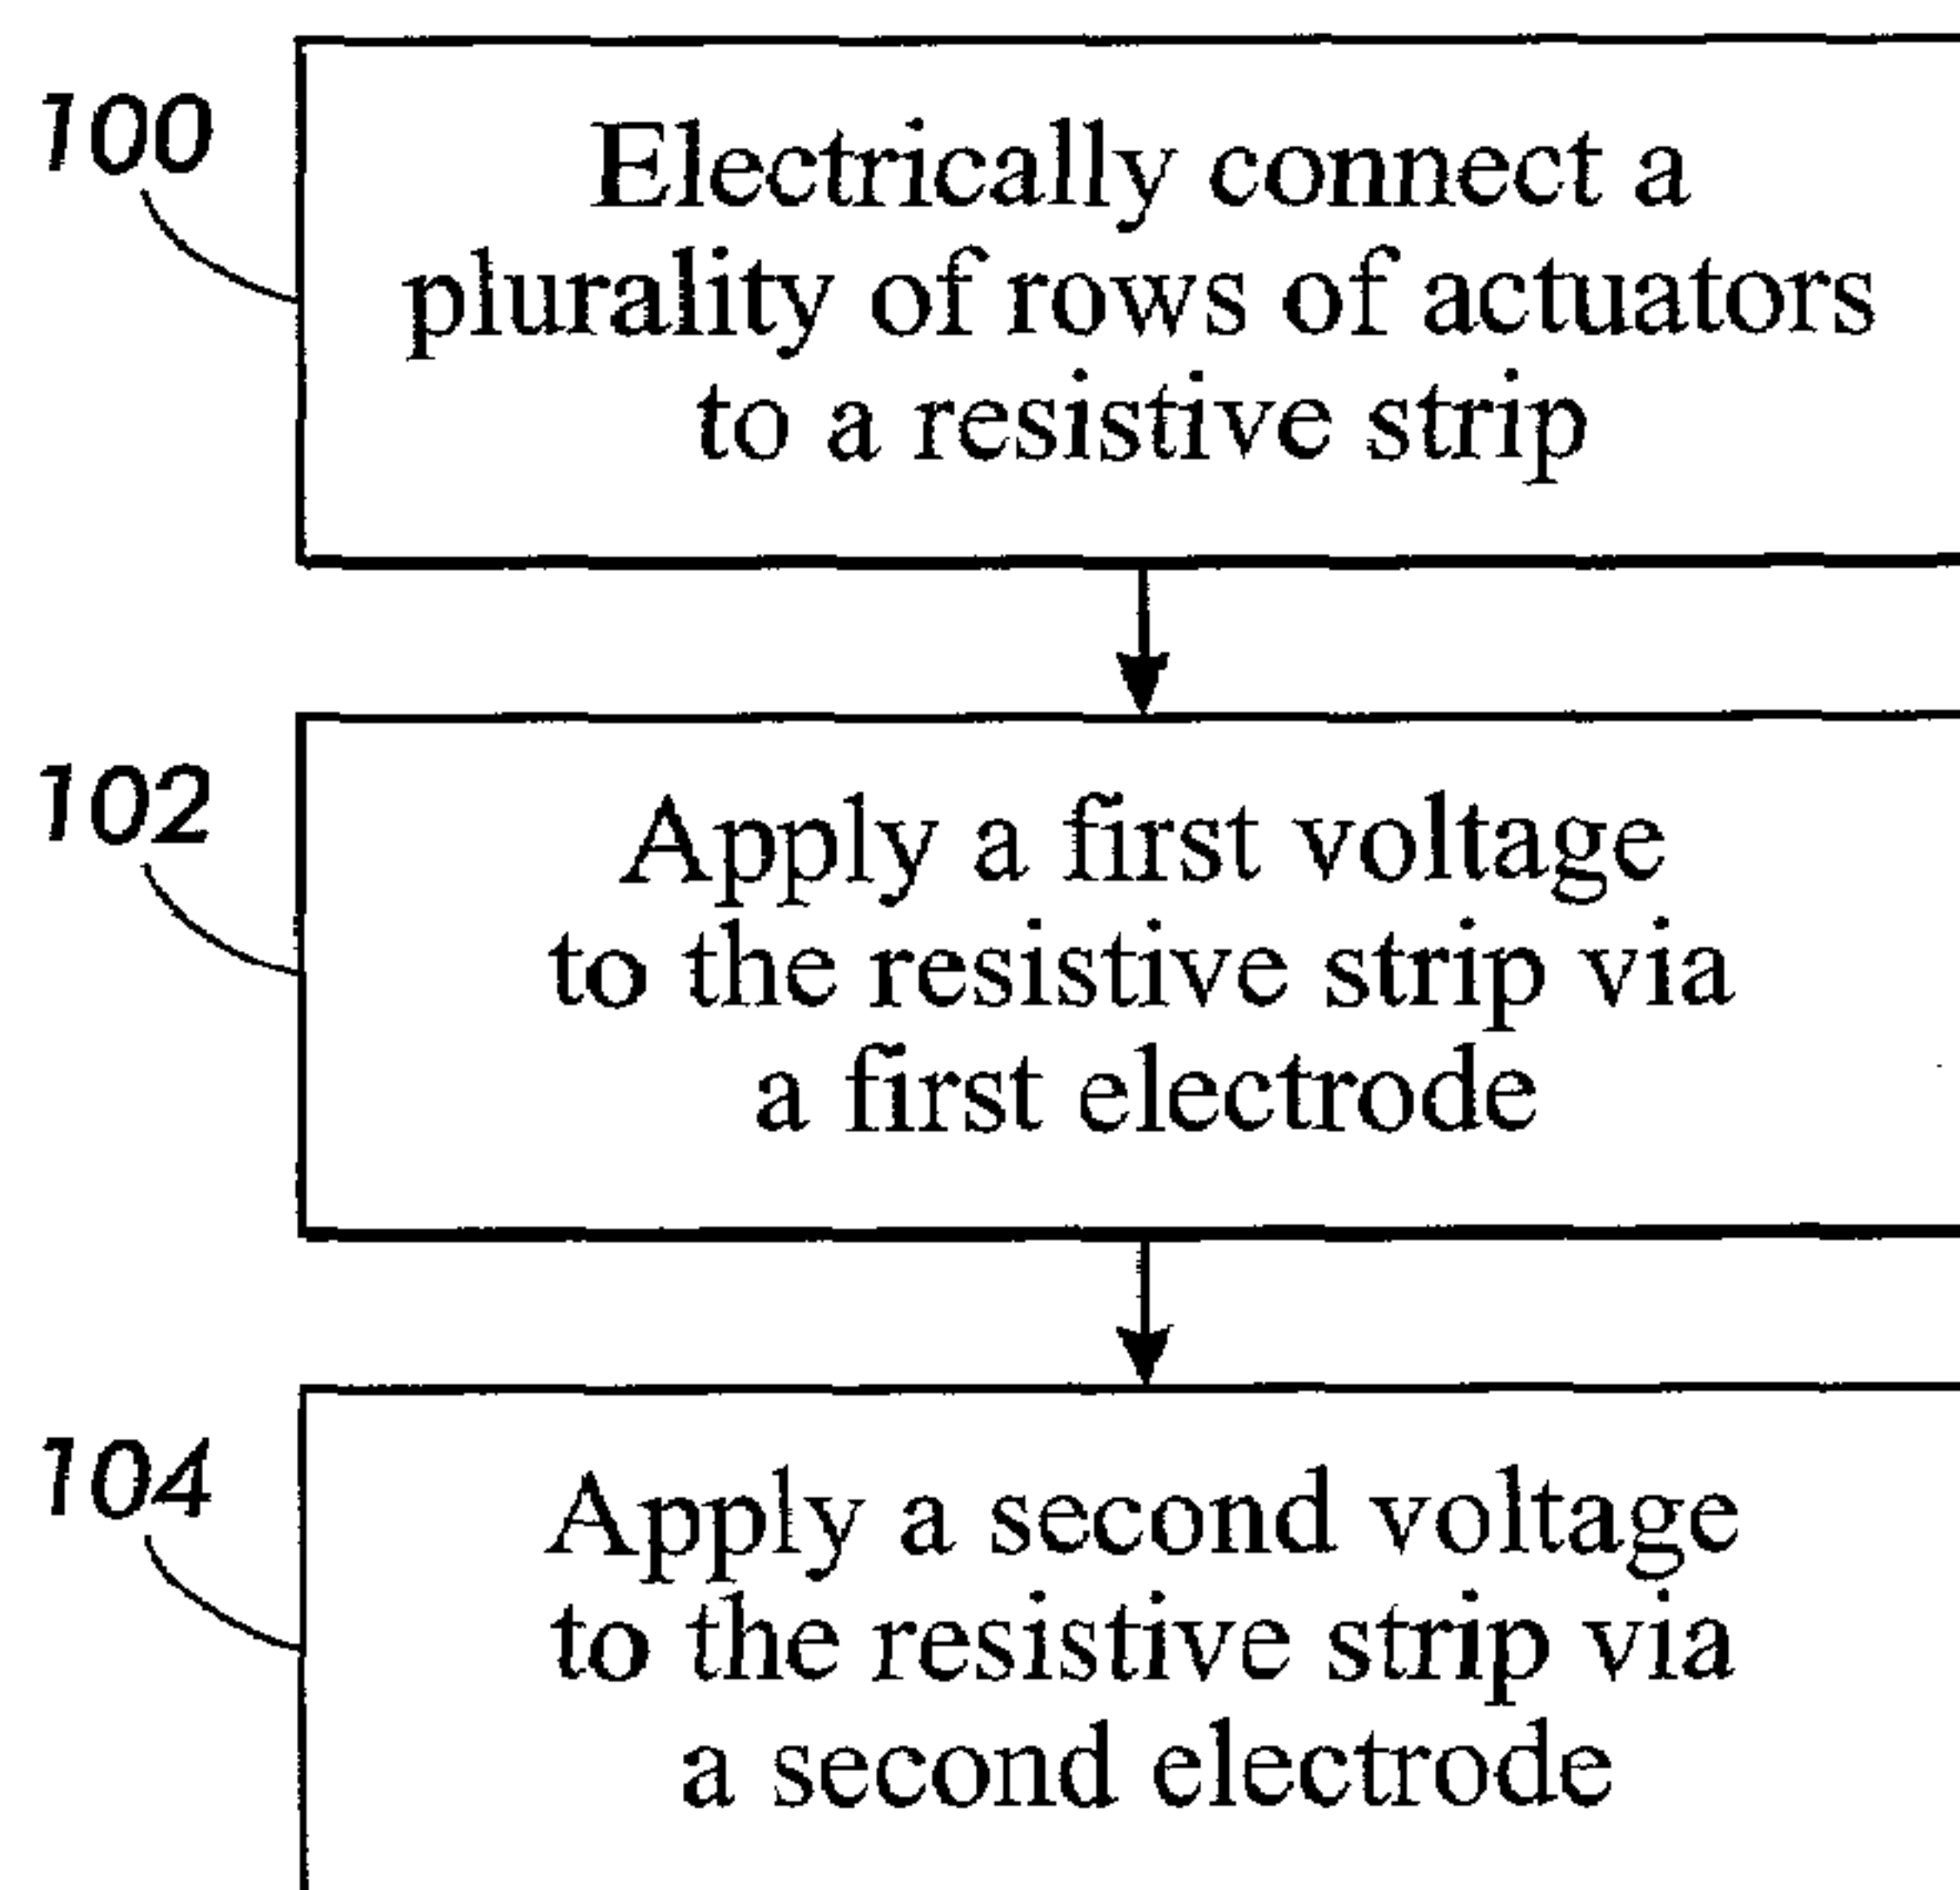 100
Electrically connect a
plurality of rows of actuators
to a resistive strip
102
Apply a first voltage
to the resistive strip via
a first electrode
104
Apply a second voltage
to the resistive strip via
a second electrode